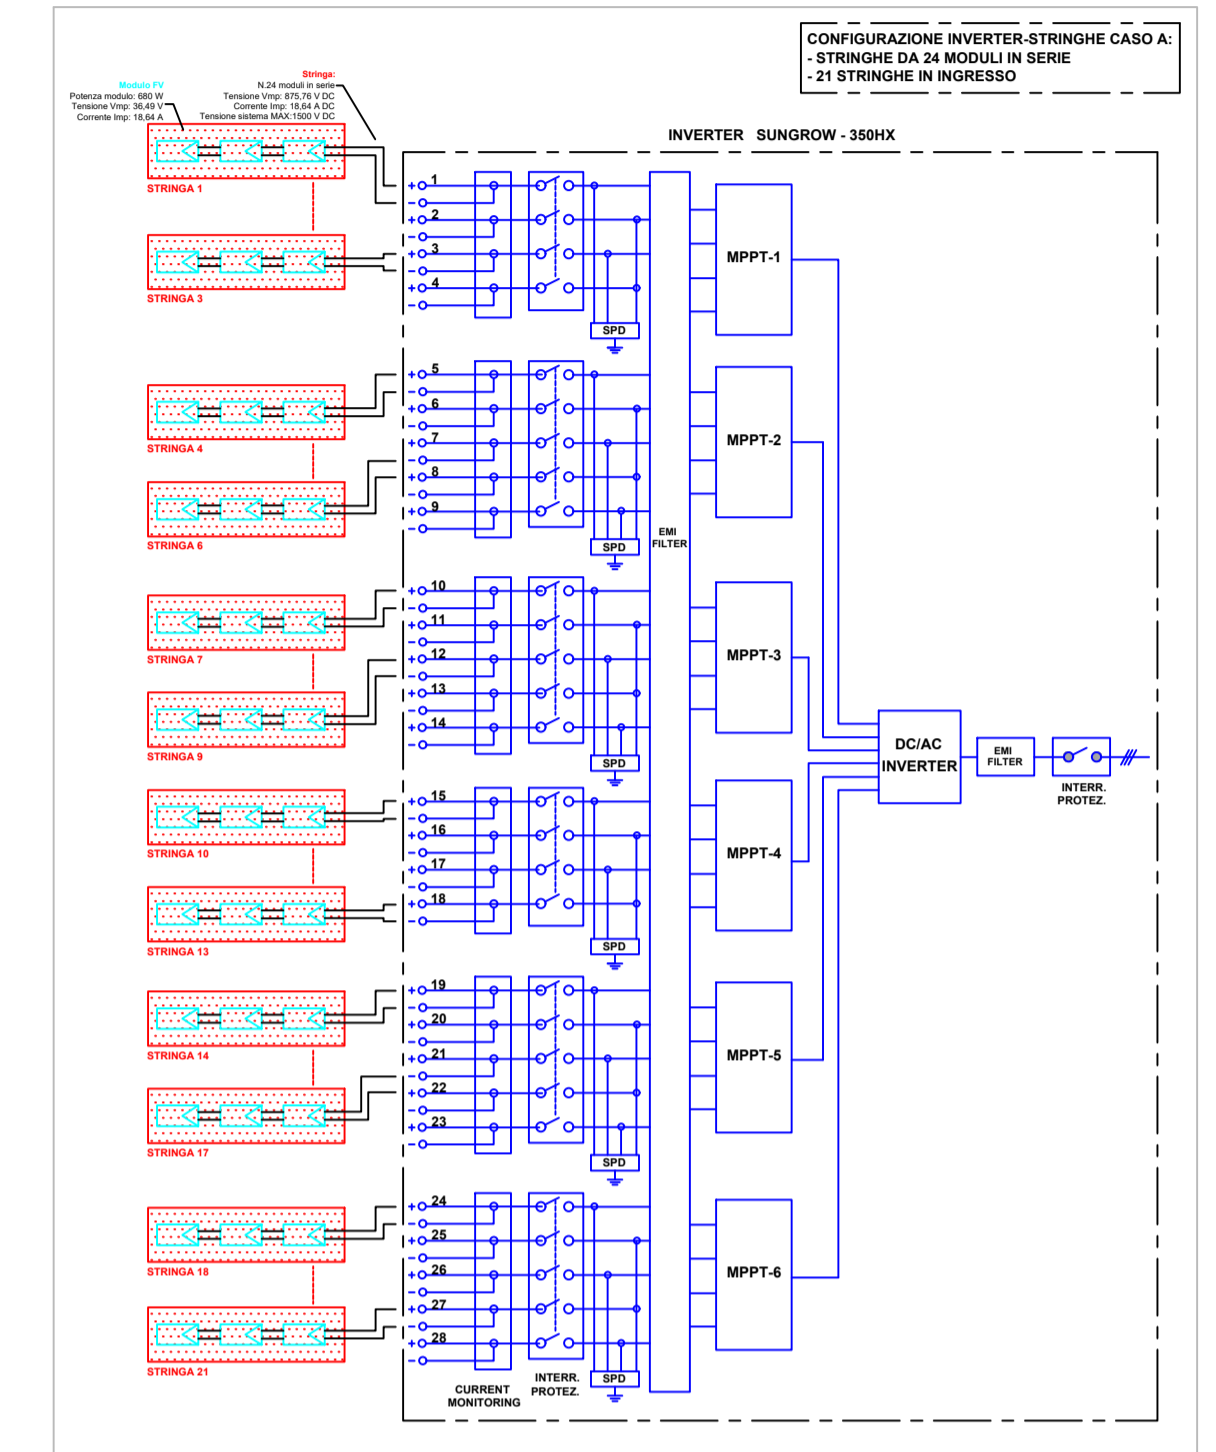 CONFIGURAZIONE INVERTER-STRINGHE CASO A:
- STRINGHE DA 24 MODULI IN SERIE
- 21 STRINGHE IN INGRESSO
Modulo FV
Potenza modulo: 680 W
Tensione Vmp: 36,49 V
Corrente Imp: 18,64 A
Stringa:
N.24 moduli in serie
Tensione Vmp: 875,76 V DC
Corrente Imp: 18,64 A DC
Tensione sistema MAX:1500 V DC
INVERTER SUNGROW - 350HX
STRINGA 1
STRINGA 3
STRINGA 4
STRINGA 6
STRINGA 7
STRINGA 9
STRINGA 10
STRINGA 13
STRINGA 14
STRINGA 17
STRINGA 18
STRINGA 21
+ 1
-
+ 2
-
+ 3
-
+ 4
-
SPD
MPPT-1
+ 5
-
+ 6
-
+ 7
-
+ 8
-
+ 9
-
SPD
MPPT-2
EMI
FILTER
+ 10
-
+ 11
-
+ 12
-
+ 13
-
+ 14
-
SPD
MPPT-3
+ 15
-
+ 16
-
+ 17
-
+ 18
-
SPD
MPPT-4
+ 19
-
+ 20
-
+ 21
-
+ 22
-
+ 23
-
SPD
MPPT-5
+ 24
-
+ 25
-
+ 26
-
+ 27
-
+ 28
-
SPD
MPPT-6
DC/AC
INVERTER
EMI
FILTER
INTERR.
PROTEZ.
CURRENT
MONITORING
INTERR.
PROTEZ.